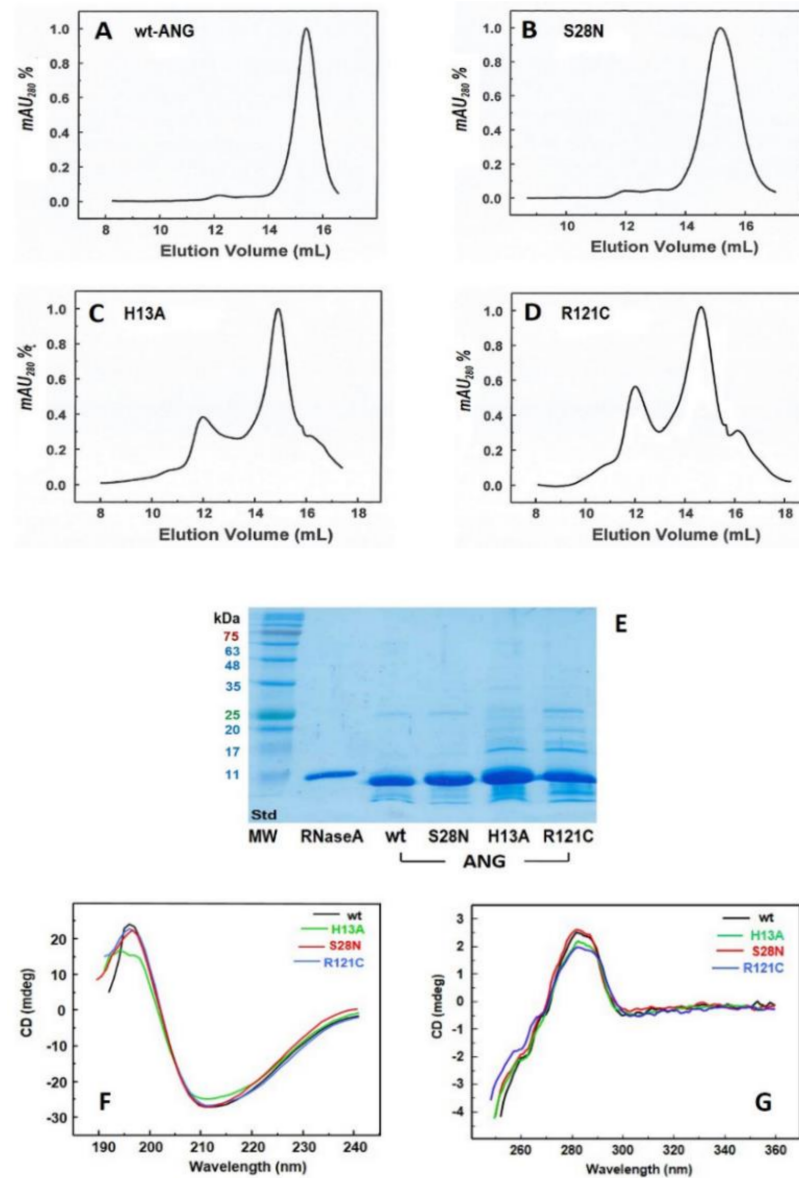 A wt-ANG
mAU280 %
1.0
0.8
0.6
0.4
0.2
0.0
8 10 12 14 16
Elution Volume (mL)
B S28N
mAU280 %
1.0
0.8
0.6
0.4
0.2
0.0
10 12 14 16
Elution Volume (mL)
C H13A
mAU280 %
1.0
0.8
0.6
0.4
0.2
0.0
8 10 12 14 16 18
Elution Volume (mL)
D R121C
mAU280 %
1.0
0.8
0.6
0.4
0.2
0.0
8 10 12 14 16 18
Elution Volume (mL)
kDa
E
75
63
48
35
25
20
17
11
Std
MW RNaseA wt S28N H13A R121C
ANG
wt
H13A
S28N
R121C
CD (mdeg)
20
10
0
-10
-20
-30
F
190 200 210 220 230 240
Wavelength (nm)
wt
H13A
S28N
R121C
CD (mdeg)
3
2
1
0
-1
-2
-3
-4
G
260 280 300 320 340 360
Wavelength (nm)